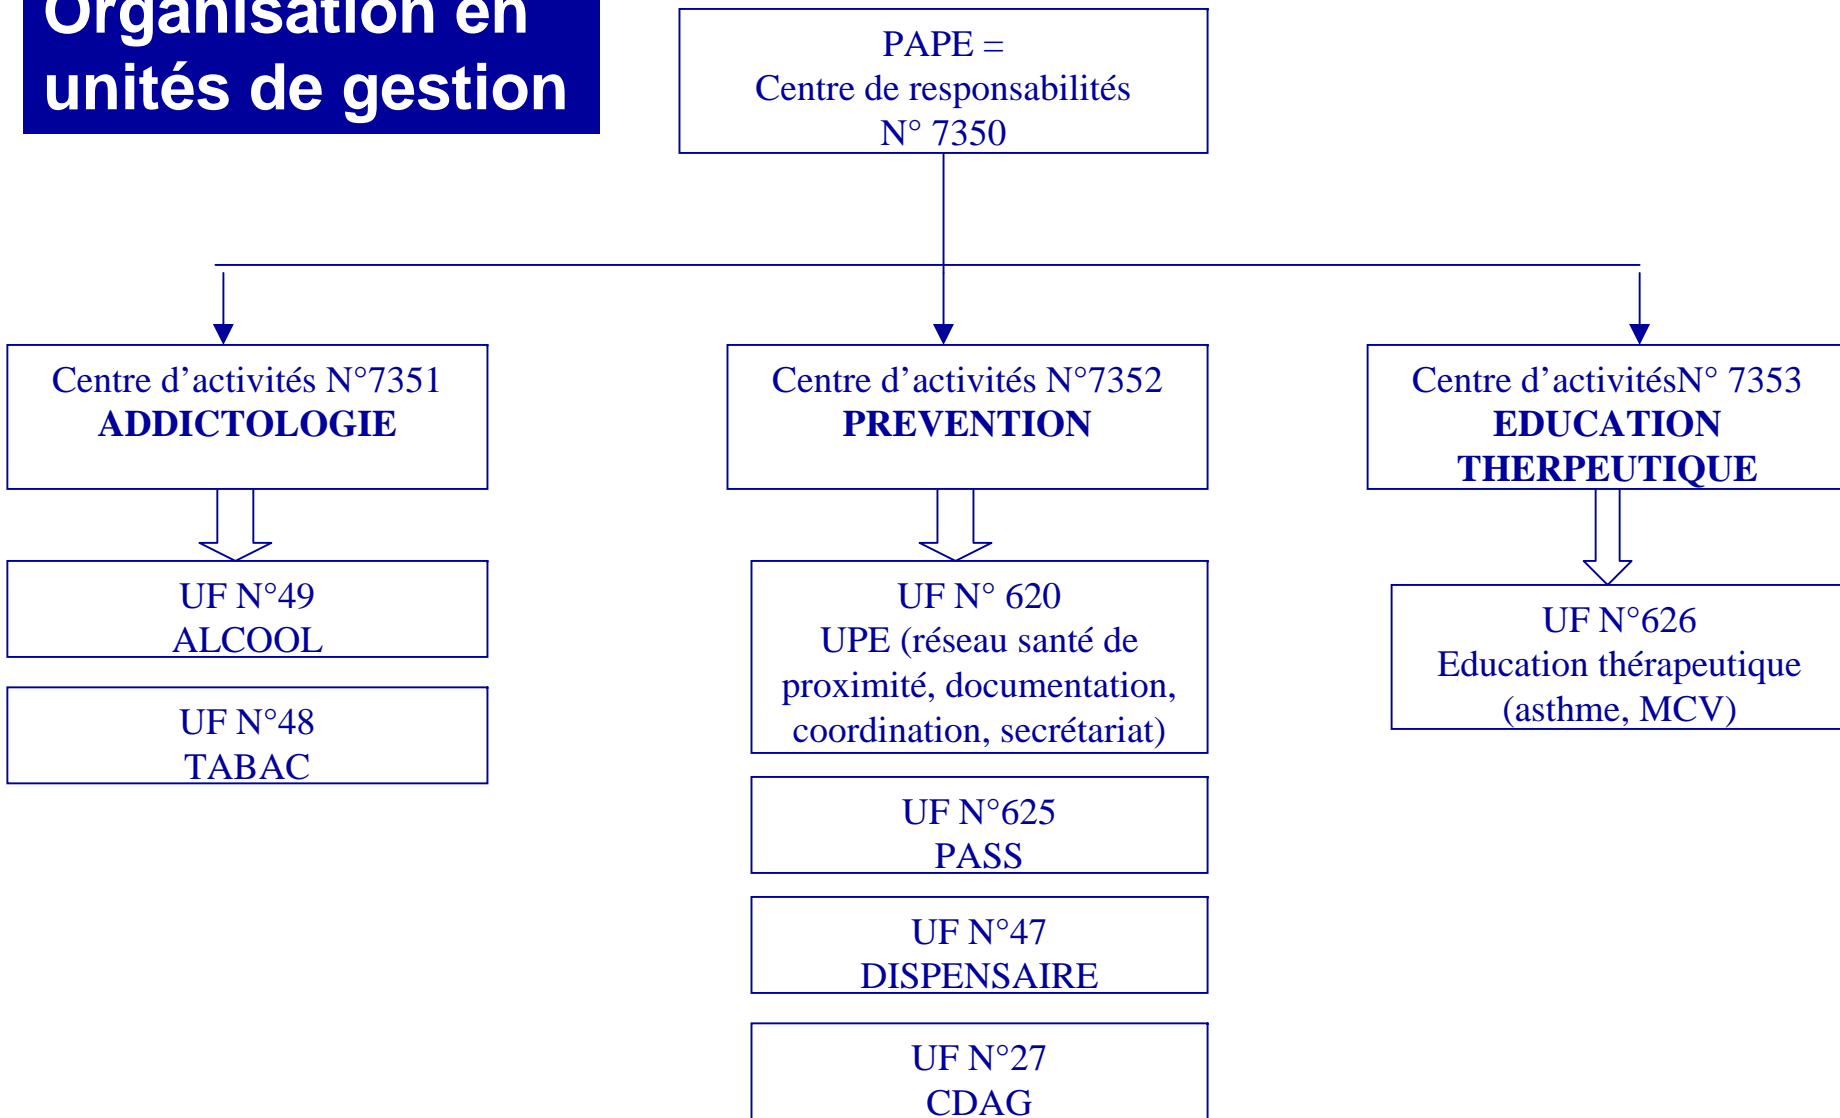 Organisation en
unités de gestion
PAPE =
Centre de responsabilités
N° 7350
Centre d’activités N°7351
ADDICTOLOGIE
Centre d’activités N°7352
PREVENTION
Centre d’activitésN° 7353
EDUCATION
THERPEUTIQUE
UF N°49
ALCOOL
UF N°48
TABAC
UF N° 620
UPE (réseau santé de
proximité, documentation,
coordination, secrétariat)
UF N°625
PASS
UF N°47
DISPENSAIRE
UF N°27
CDAG
UF N°626
Education thérapeutique
(asthme, MCV)